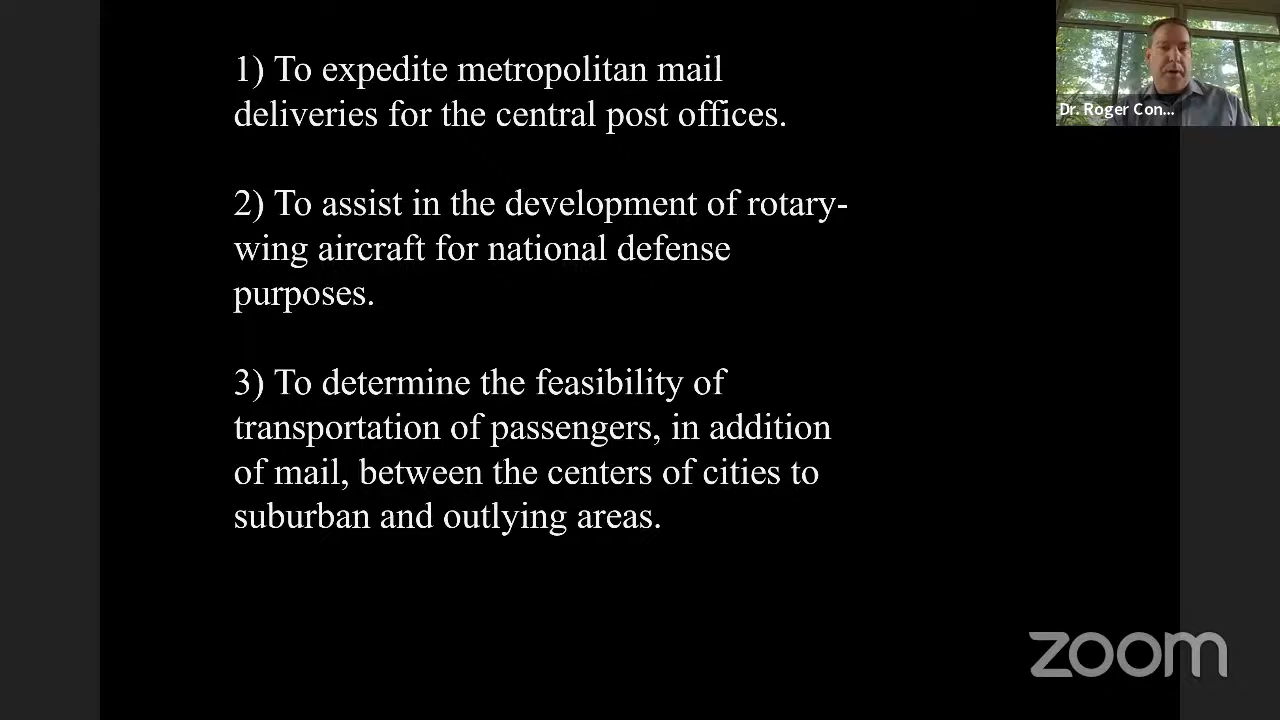 1) To expedite metropolitan mail
deliveries for the central post offices.
2) To assist in the development of rotary-
wing aircraft for national defense
purposes.
3) To determine the feasibility of
transportation of passengers, in addition
of mail, between the centers of cities to
suburban and outlying areas.
Dr. Roger Con...
zoom